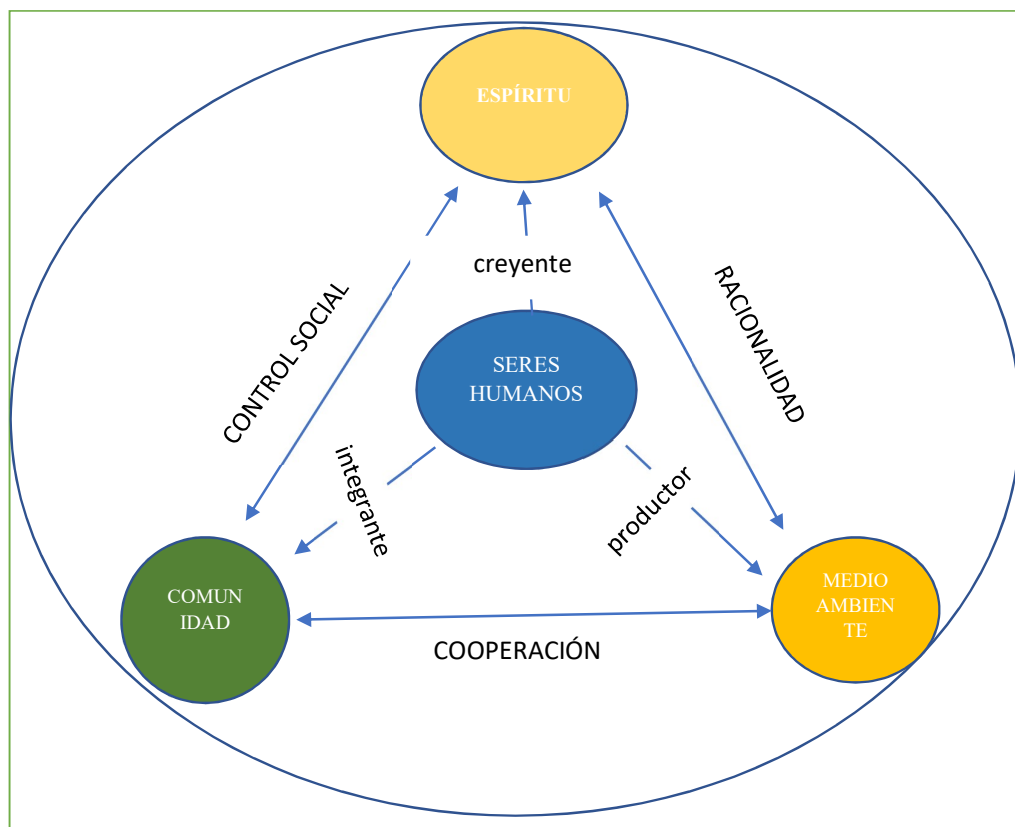 ESPÍRITU
creyente
CONTROL SOCIAL
RACIONALIDAD
SERES
HUMANOS
integrante
productor
COMUN
IDAD
MEDIO
AMBIEN
TE
COOPERACIÓN